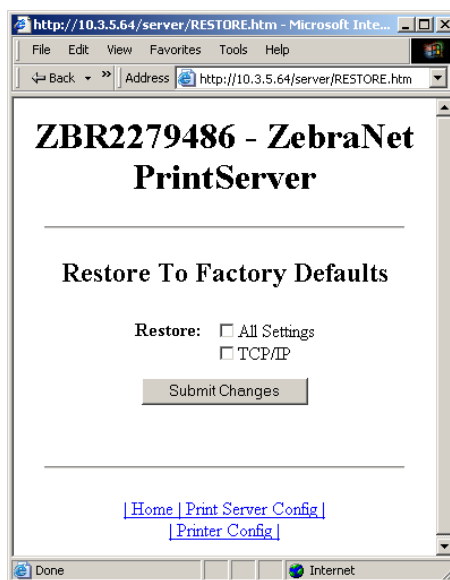 http://10.3.5.64/server/RESTORE.htm - Microsoft Inte...
File Edit View Favorites Tools Help
Back » Address http://10.3.5.64/server/RESTORE.htm
ZBR2279486 - ZebraNet
PrintServer
Restore To Factory Defaults
Restore: All Settings
TCP/IP
Submit Changes
| Home | Print Server Config |
| Printer Config |
Done Internet